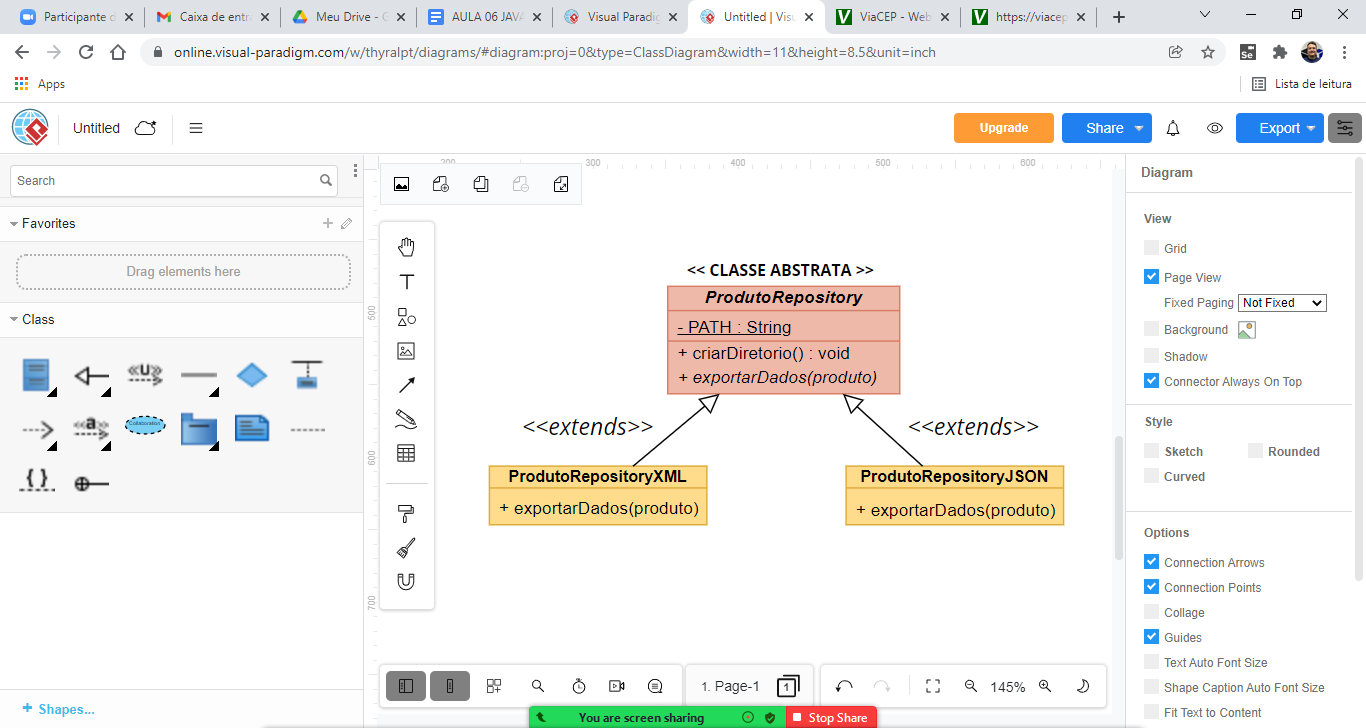 Participante d
Caixa de entra
Meu Drive - G
AULA 06 JAVA
Visual Paradig
Untitled | Visu
ViaCEP - Web
https://viacep
online.visual-paradigm.com/w/thyralpt/diagrams/#diagram:proj=0&type=ClassDiagram&width=11&height=8.5&unit=inch
Se
Apps
Lista de leitura
Untitled
Upgrade
Share
Export
Search
Favorites
Drag elements here
Class
<<U>>
<<a>>
Collaboration
{ }
Shapes...
200
300
400
500
600
500
600
700
T
<< CLASSE ABSTRATA >>
ProdutoRepository
- PATH : String
+ criarDiretorio() : void
+ exportarDados(produto)
<<extends>>
<<extends>>
ProdutoRepositoryXML
+ exportarDados(produto)
ProdutoRepositoryJSON
+ exportarDados(produto)
1. Page-1
1
145%
You are screen sharing
Stop Share
Diagram
View
Grid
Page View
Fixed Paging
Not Fixed
Background
Shadow
Connector Always On Top
Style
Sketch
Rounded
Curved
Options
Connection Arrows
Connection Points
Collage
Guides
Text Auto Font Size
Shape Caption Auto Font Size
Fit Text to Content